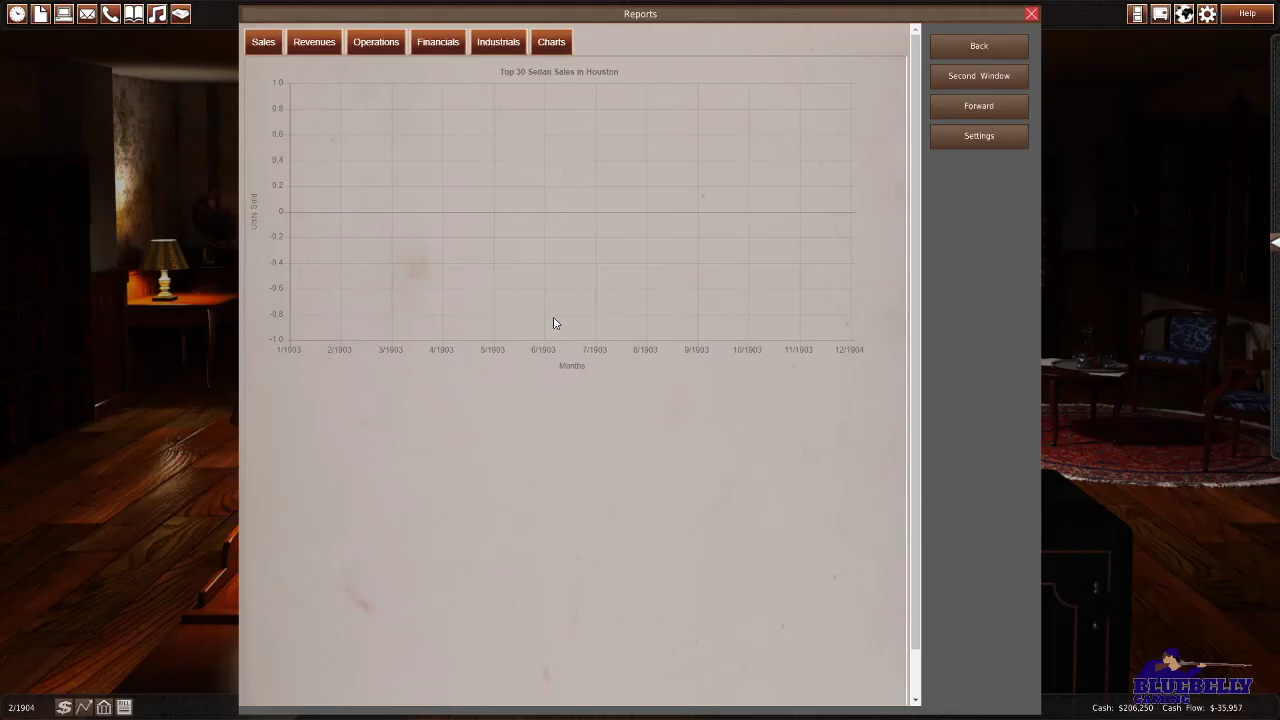 Reports
Help
Sales
Revenues
Operations
Financials
Industrials
Charts
Back
Second Window
Forward
Settings
Top 30 Sedan Sales in Houston
1.0
0.8
0.6
0.4
0.2
0
-0.2
-0.4
-0.6
-0.8
-1.0
Units Sold
1/1903 2/1903 3/1903 4/1903 5/1903 6/1903 7/1903 8/1903 9/1903 10/1903 11/1903 12/1904
Months
BLUEBELLY
GAMING
2/1904
Cash: $206,250 Cash Flow: $-35,957